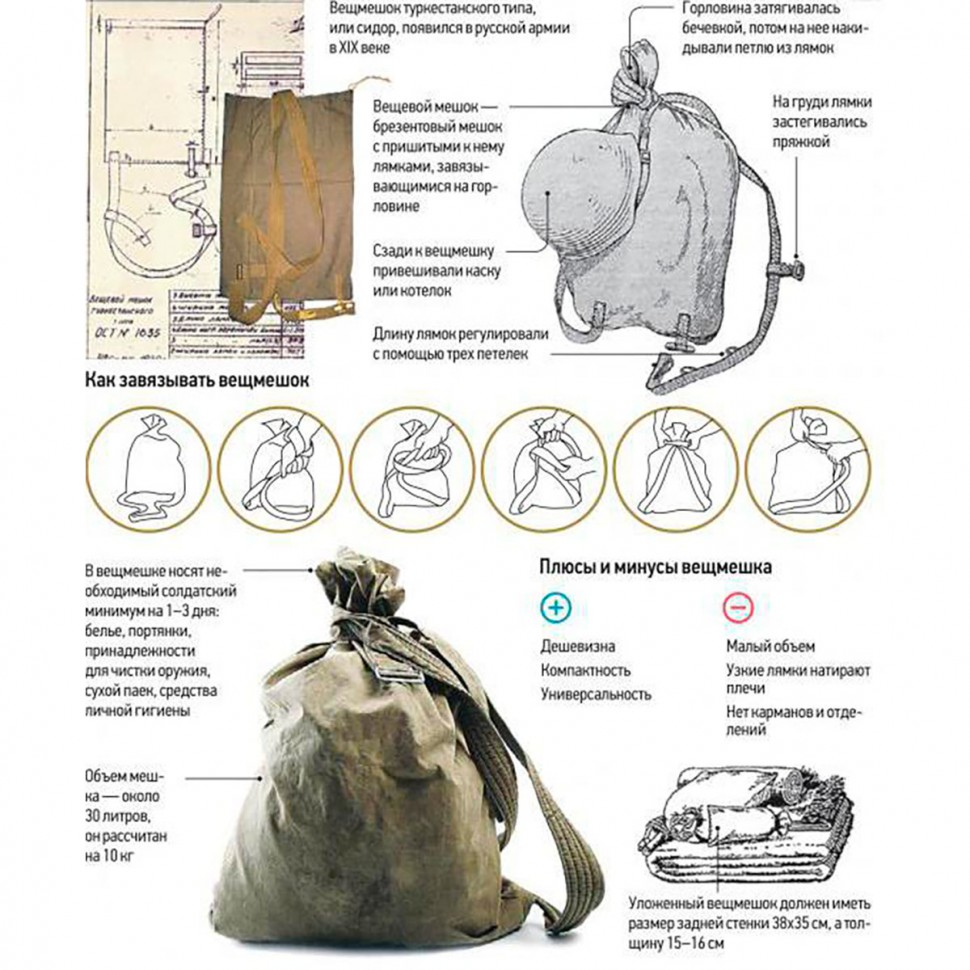 Вещмешок туркестанского типа,
или сидор, появился в русской армии
в XIX веке
Горловина затягивалась
бечевкой, потом на нее наки-
дывали петлю из лямок
Вещевой мешок —
брезентовый мешок
с пришитыми к нему
лямками, завязы-
вающимися на гор-
ловине
На груди лямки
застегивались
пряжкой
Сзади к вещмешку
привешивали каску
или котелок
Длину лямок регулировали
с помощью трех петелек
Вещевой мешок
туркестанского
типа
ОСТ № 1035
Как завязывать вещмешок
В вещмешке носят не-
обходимый солдатский
минимум на 1–3 дня:
белье, портянки,
принадлежности
для чистки оружия,
сухой паек, средства
личной гигиены
Объем меш-
ка — около
30 литров,
он рассчитан
на 10 кг
Плюсы и минусы вещмешка
Дешевизна
Компактность
Универсальность
Малый объем
Узкие лямки натирают
плечи
Нет карманов и отде-
лений
Уложенный вещмешок должен иметь
размер задней стенки 38х35 см, а тол-
щину 15–16 см